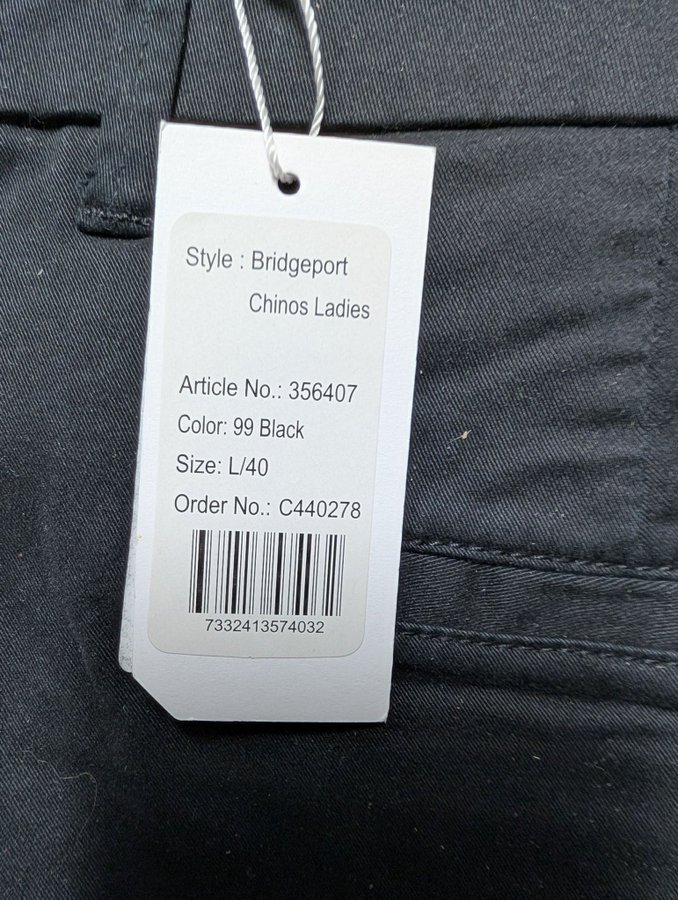 Style : Bridgeport
Chinos Ladies
Article No.: 356407
Color: 99 Black
Size: L/40
Order No.: C440278
7332413574032